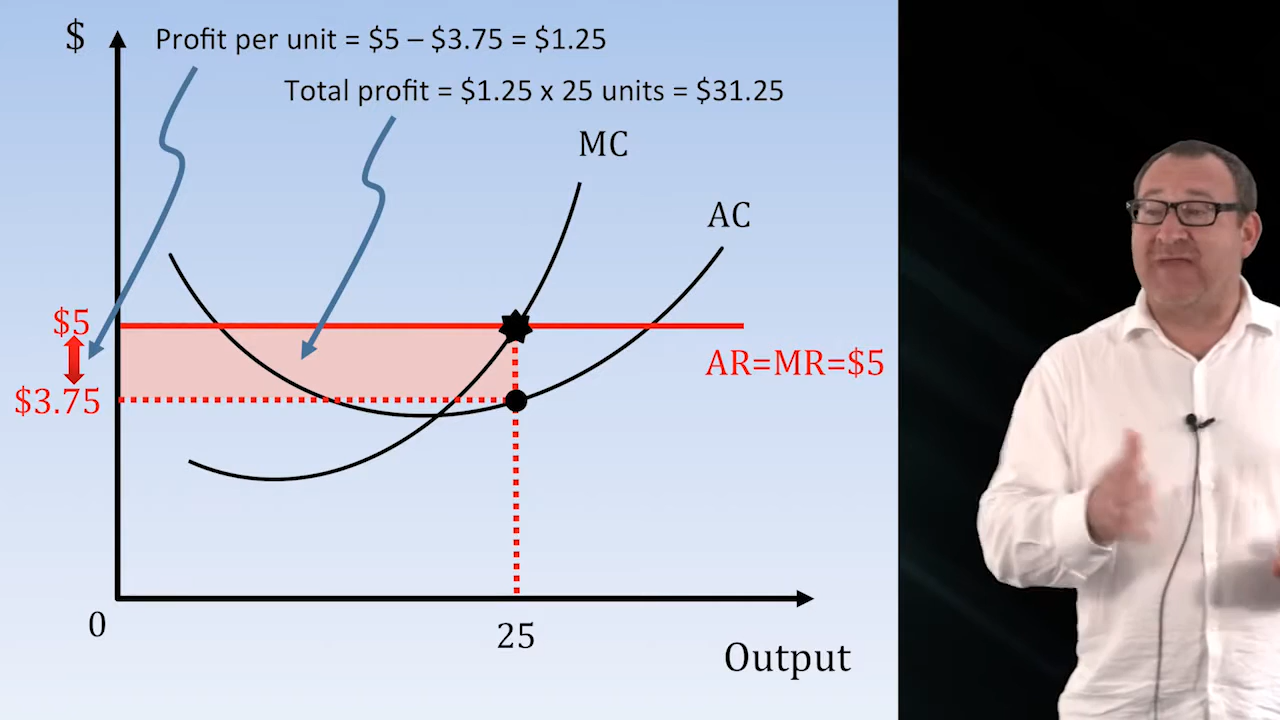 $
Profit per unit = $5 – $3.75 = $1.25
Total profit = $1.25 x 25 units = $31.25
MC
AC
$5
AR=MR=$5
$3.75
0
25
Output